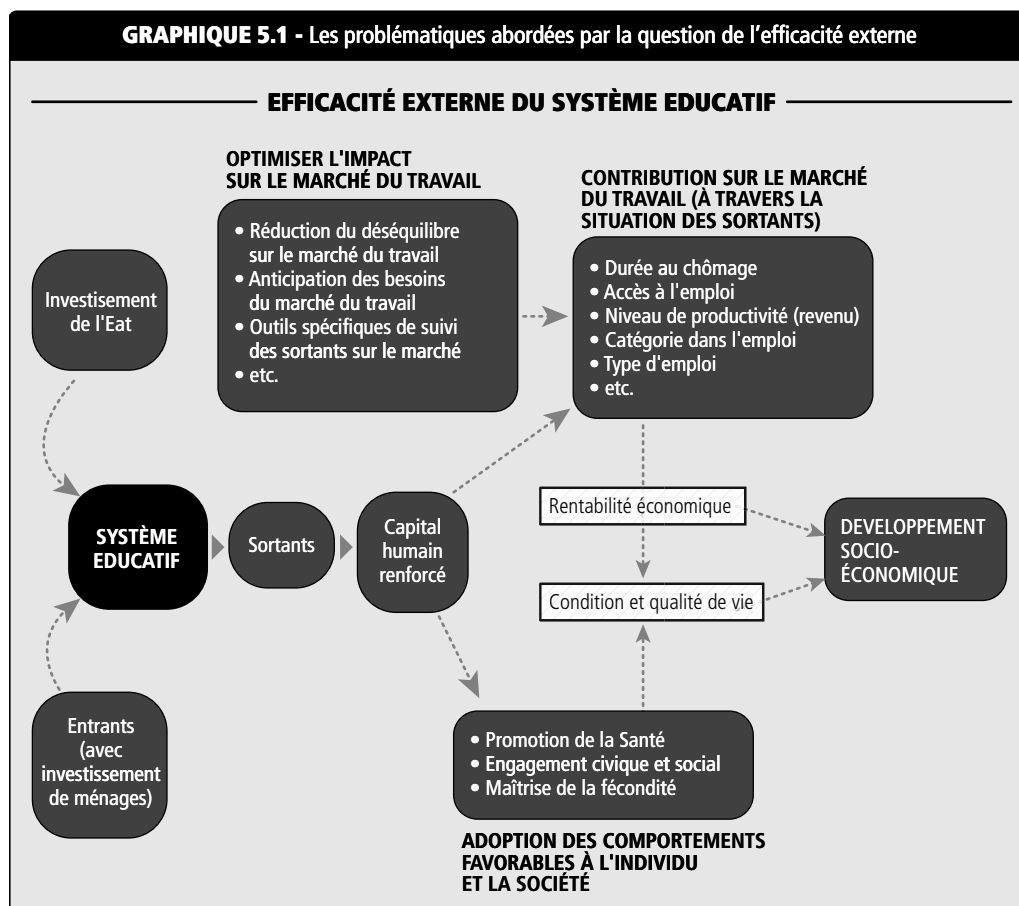 GRAPHIQUE 5.1 - Les problématiques abordées par la question de l'efficacité externe
EFFICACITÉ EXTERNE DU SYSTÈME EDUCATIF
OPTIMISER L'IMPACT
SUR LE MARCHÉ DU TRAVAIL
• Réduction du déséquilibre
sur le marché du travail
• Anticipation des besoins
du marché du travail
• Outils spécifiques de suivi
des sortants sur le marché
• etc.
CONTRIBUTION SUR LE MARCHÉ
DU TRAVAIL (À TRAVERS LA
SITUATION DES SORTANTS)
• Durée au chômage
• Accès à l'emploi
• Niveau de productivité (revenu)
• Catégorie dans l'emploi
• Type d'emploi
• etc.
Investisement
de l'Eat
SYSTÈME
EDUCATIF
Sortants
Capital
humain
renforcé
Rentabilité économique
Condition et qualité de vie
DEVELOPPEMENT
SOCIO-
ÉCONOMIQUE
Entrants
(avec
investissement
de ménages)
• Promotion de la Santé
• Engagement civique et social
• Maîtrise de la fécondité
ADOPTION DES COMPORTEMENTS
FAVORABLES À L'INDIVIDU
ET LA SOCIÉTÉ